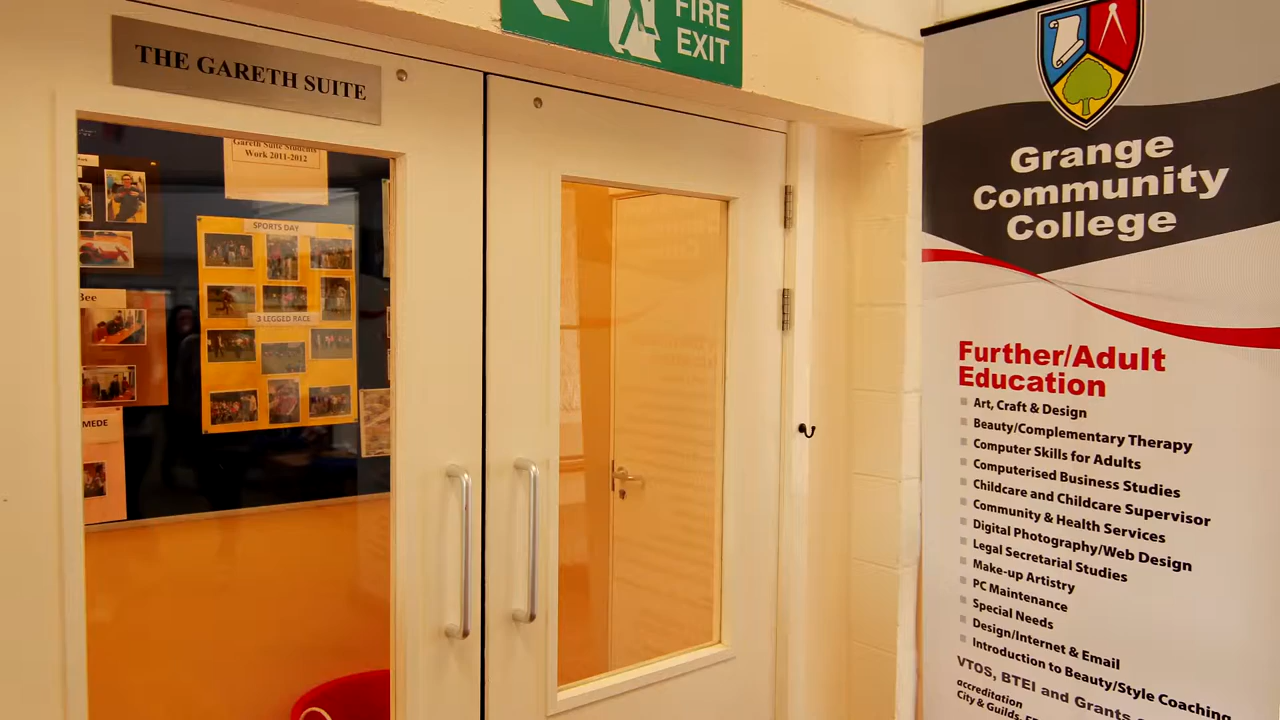 THE GARETH SUITE
FIRE
EXIT
Gareth Suite Students
Work 2011-2012
SPORTS DAY
3 LEGGED RACE
Bee
MEDE
Grange
Community
College
Further/Adult
Education
Art, Craft & Design
Beauty/Complementary Therapy
Computer Skills for Adults
Computerised Business Studies
Childcare and Childcare Supervisor
Community & Health Services
Digital Photography/Web Design
Legal Secretarial Studies
Make-up Artistry
PC Maintenance
Special Needs
Design/Internet & Email
Introduction to Beauty/Style Coaching
VTOS, BTEI and Grants
accreditation
City & Guilds,